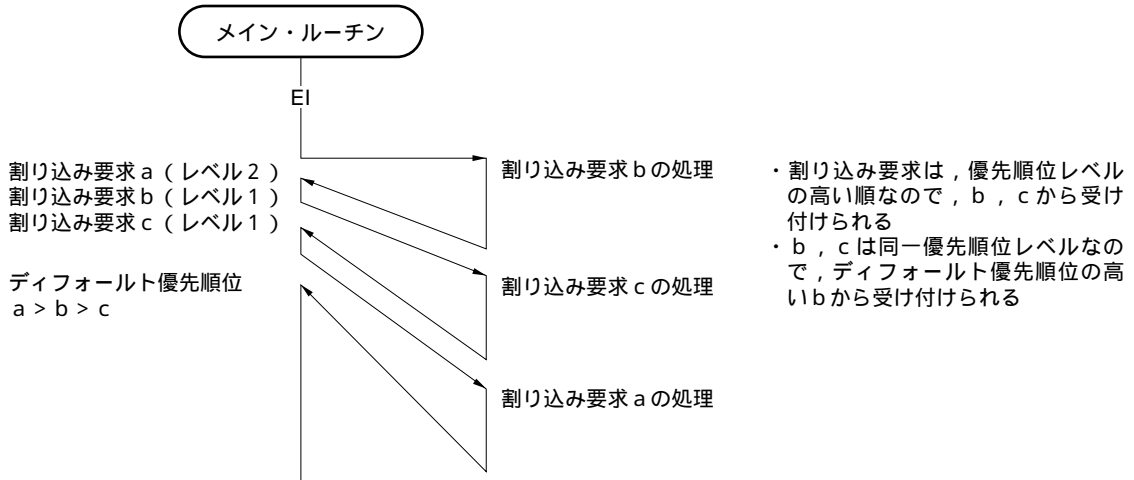 メイン・ルーチン
EI
割り込み要求a（レベル2）
割り込み要求b（レベル1）
割り込み要求c（レベル1）
ディフォールト優先順位
a＞b＞c
割り込み要求bの処理
割り込み要求cの処理
割り込み要求aの処理
・割り込み要求は，優先順位レベル
の高い順なので，b，cから受け
付けられる
・b，cは同一優先順位レベルなの
で，ディフォールト優先順位の高
いbから受け付けられる